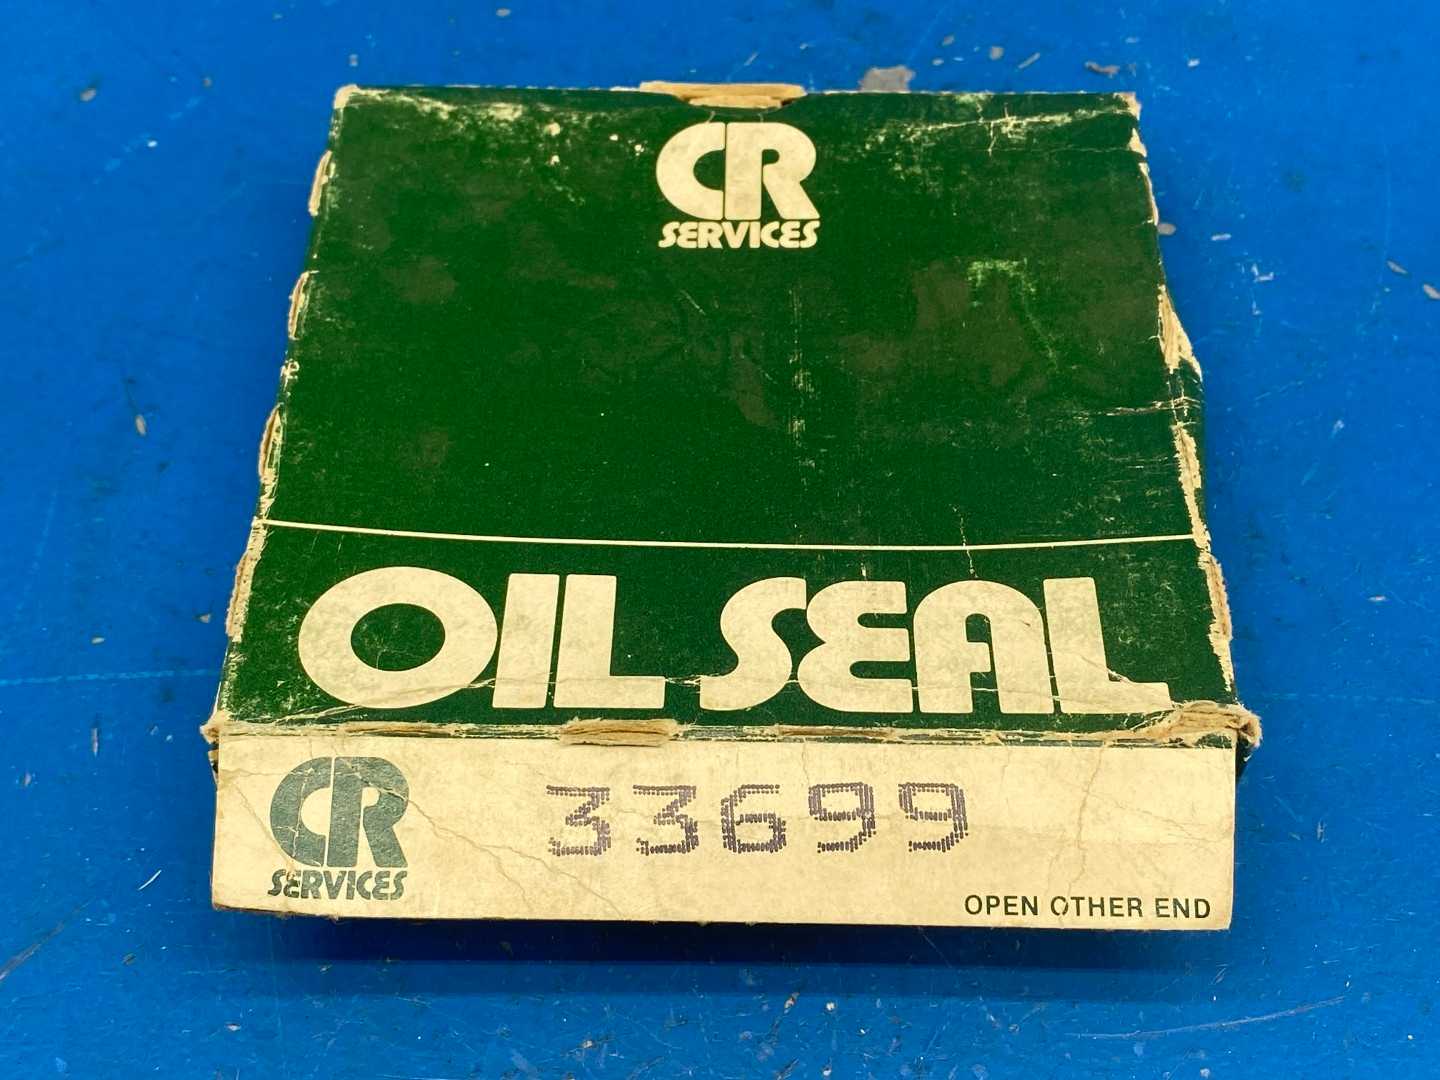 CR
SERVICES
OIL SEAL
CR
SERVICES
33699
OPEN OTHER END